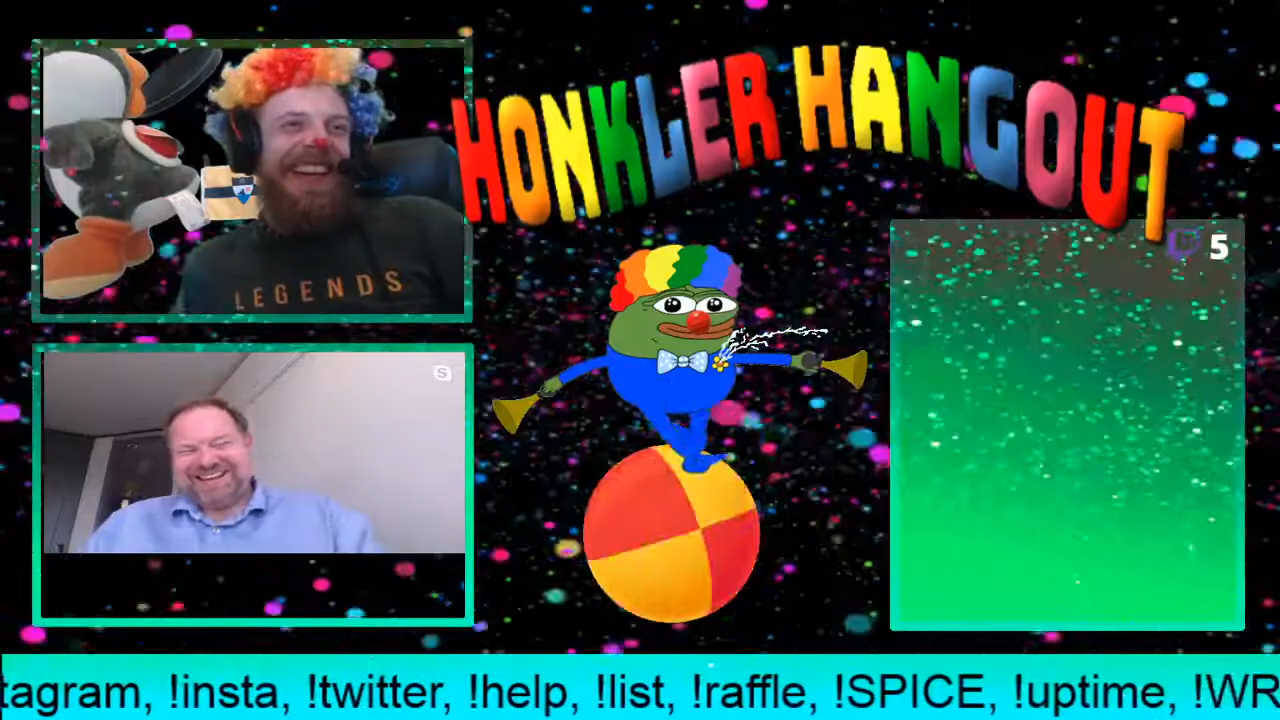 HONKLER HANGOUT
5
LEGENDS
S
tagram, !insta, !twitter, !help, !list, !raffle, !SPICE, !uptime, !WR